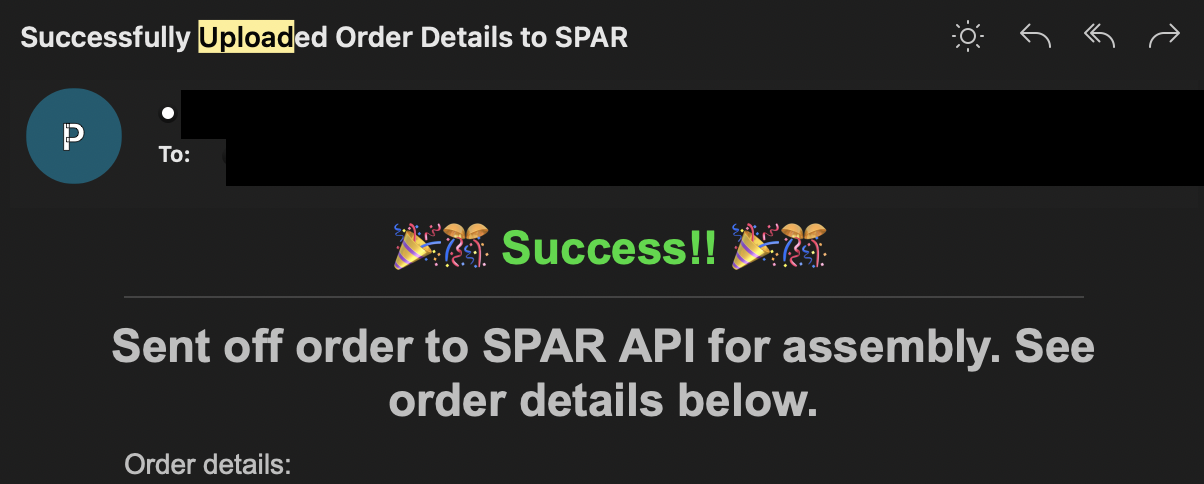 Successfully Uploaded Order Details to SPAR
P
To:
🎉🎊 Success!! 🎉🎊
Sent off order to SPAR API for assembly. See
order details below.
Order details: